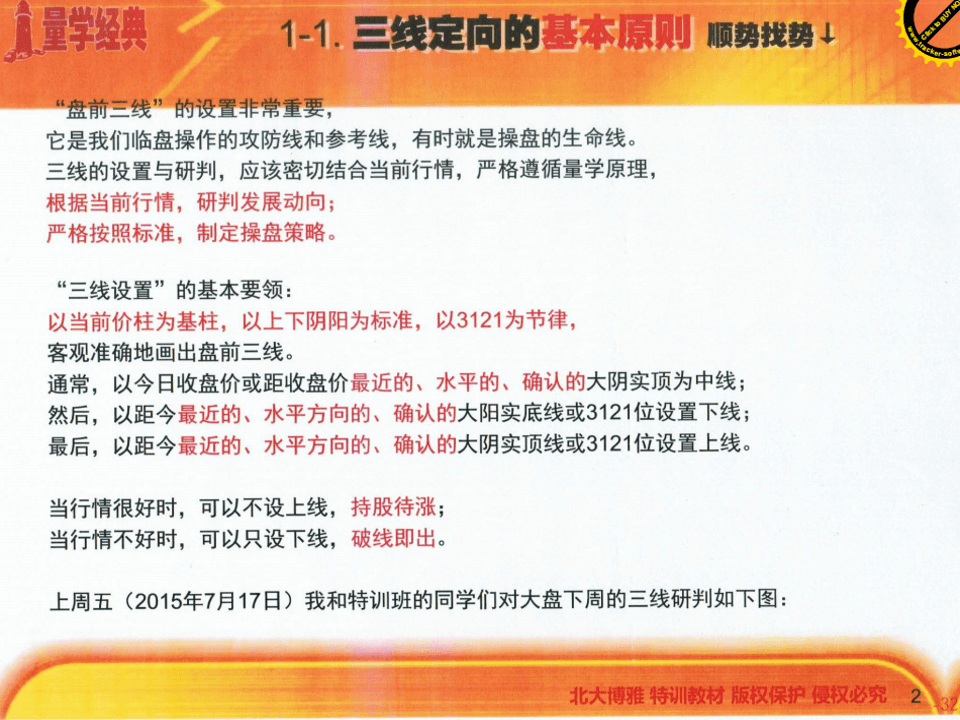 量学经典
1-1. 三线定向的基本原则 顺势找势↓
Click to BUY NO
www.tracker-softw
“盘前三线”的设置非常重要，
它是我们临盘操作的攻防线和参考线，有时就是操盘的生命线。
三线的设置与研判，应该密切结合当前行情，严格遵循量学原理，
根据当前行情，研判发展动向；
严格按照标准，制定操盘策略。
“三线设置”的基本要领：
以当前价柱为基柱，以上下阴阳为标准，以3121为节律，
客观准确地画出盘前三线。
通常，以今日收盘价或距收盘价最近的、水平的、确认的大阴实顶为中线；
然后，以距今最近的、水平方向的、确认的大阳实底线或3121位设置下线；
最后，以距今最近的、水平方向的、确认的大阴实顶线或3121位设置上线。
当行情很好时，可以不设上线，持股待涨；
当行情不好时，可以只设下线，破线即出。
上周五（2015年7月17日）我和特训班的同学们对大盘下周的三线研判如下图：
北大博雅 特训教材 版权保护 侵权必究 2
-32